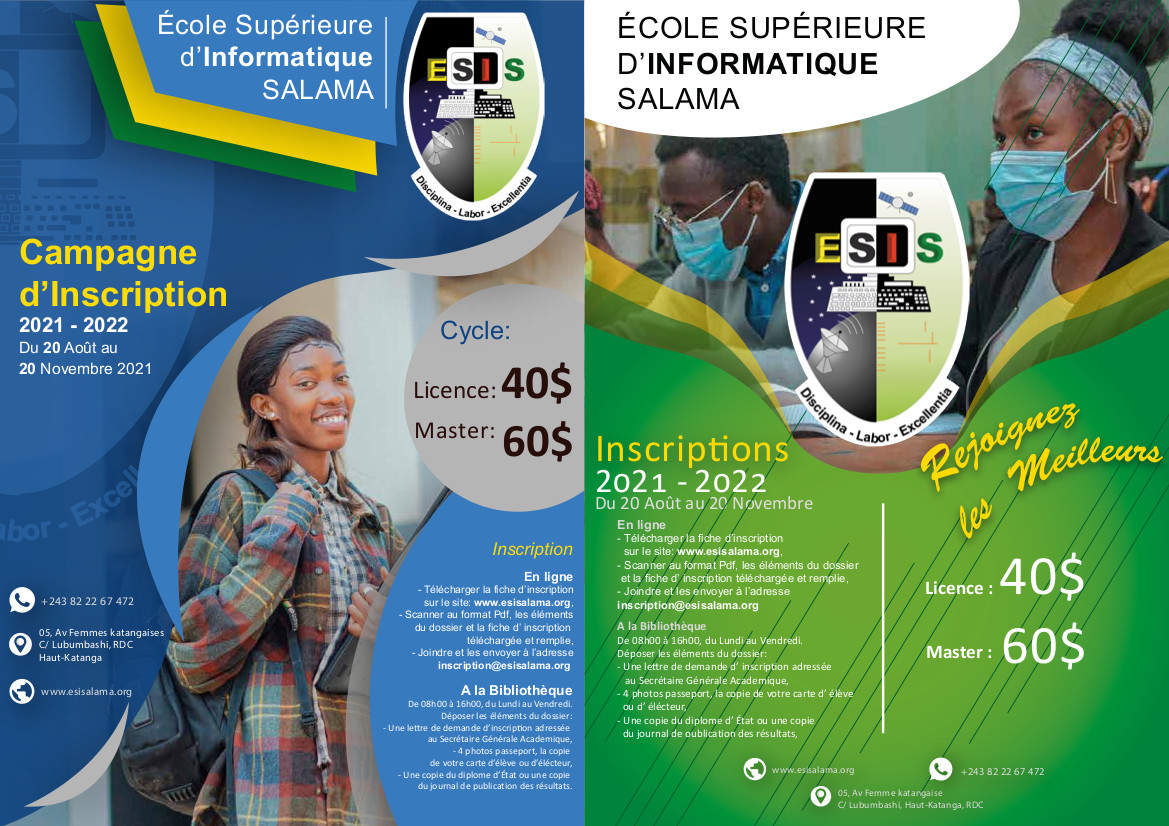 École Supérieure
d'Informatique
SALAMA
ESIS
Disciplina - Labor - Excellentia
Campagne
d'Inscription
2021 - 2022
Du 20 Août au
20 Novembre 2021
Cycle:
Licence: 40$
Master: 60$
abor - Excell
+243 82 22 67 472
05, Av Femmes katangaises
C/ Lubumbashi, RDC
Haut-Katanga
www.esisalama.org
Inscription
En ligne
- Télécharger la fiche d'inscription
sur le site: www.esisalama.org,
- Scanner au format Pdf, les éléments
du dossier et la fiche d' inscription
téléchargée et remplie,
- Joindre et les envoyer à l'adresse
inscription@esisalama.org
A la Bibliothèque
De 08h00 à 16h00, du Lundi au Vendredi.
Déposer les éléments du dossier:
- Une lettre de demande d'inscription adressée
au Secrétaire Générale Academique,
- 4 photos passeport, la copie
de votre carte d'élève ou d'élécteur,
- Une copie du diplome d'État ou une copie
du journal de publication des résultats.
ÉCOLE SUPÉRIEURE
D'INFORMATIQUE
SALAMA
ESIS
Disciplina - Labor - Excellentia
Rejoignez
les Meilleurs
Inscriptions
2021 - 2022
Du 20 Août au 20 Novembre
En ligne
- Télécharger la fiche d'inscription
sur le site: www.esisalama.org,
- Scanner au format Pdf, les éléments du dossier
et la fiche d' inscription téléchargée et remplie,
- Joindre et les envoyer à l'adresse
inscription@esisalama.org
A la Bibliothèque
De 08h00 à 16h00, du Lundi au Vendredi.
Déposer les éléments du dossier:
- Une lettre de demande d' inscription adressée
au Secrétaire Générale Academique,
- 4 photos passeport, la copie de votre carte d' élève
ou d' élécteur,
- Une copie du diplome d' État ou une copie
du journal de publication des résultats,
Licence : 40$
Master : 60$
www.esisalama.org
+243 82 22 67 472
05, Av Femme katangaise
C/ Lubumbashi, Haut-Katanga, RDC